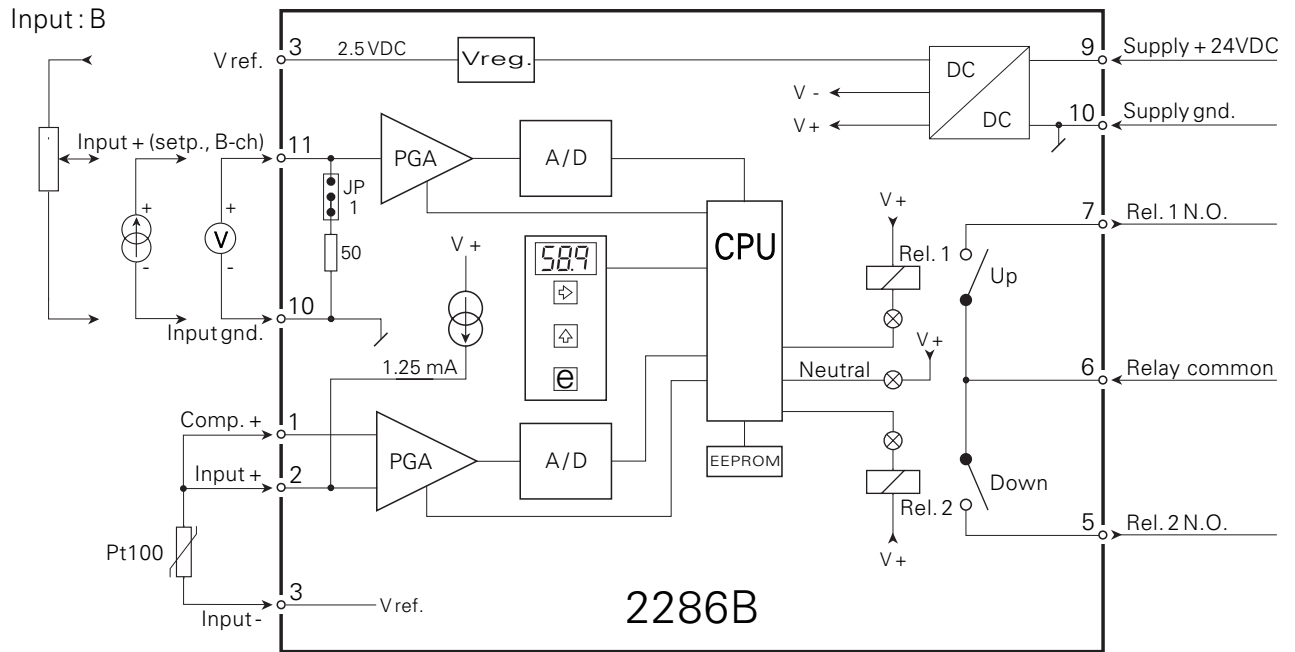 Input : B
V ref.
3
2.5 VDC
Vreg.
DC
DC
9
Supply + 24VDC
V -
V +
10
Supply gnd.
Input + (setp., B-ch)
11
PGA
A/D
JP
1
50
+
-
+
V
-
10
Input gnd.
V +
1.25 mA
58.9
e
CPU
EEPROM
V +
Rel. 1
7
Rel. 1 N.O.
Up
V +
Neutral
6
Relay common
Comp. +
1
Input +
2
PGA
A/D
Rel. 2
V +
Down
5
Rel. 2 N.O.
Pt100
3
V ref.
Input -
2286B